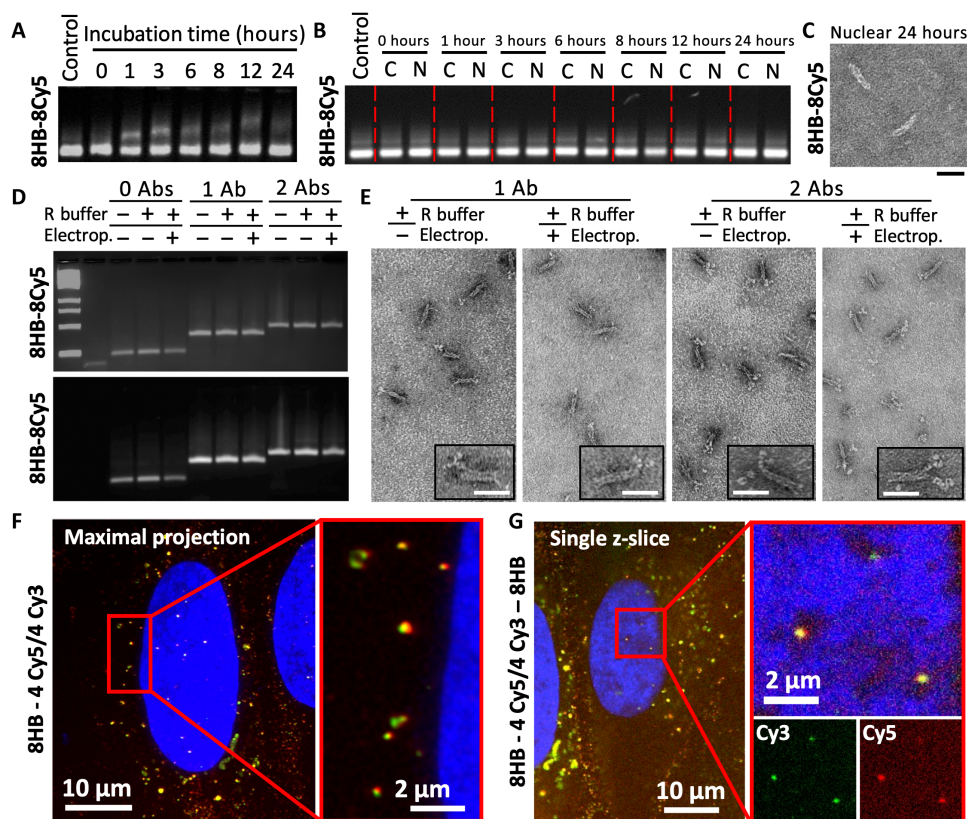 A
Incubation time (hours)
Control
0 1 3 6 8 12 24
8HB-8Cy5
B
Control
0 hours 1 hour 3 hours 6 hours 8 hours 12 hours 24 hours
C N C N C N C N C N C N C N
8HB-8Cy5
C
Nuclear 24 hours
8HB-8Cy5
D
0 Abs 1 Ab 2 Abs
R buffer − + + − + + − + +
Electrop. − − + − − + − − +
8HB-8Cy5
8HB-8Cy5
E
1 Ab 2 Abs
+ R buffer + R buffer + R buffer + R buffer
− Electrop. + Electrop. − Electrop. + Electrop.
F
Maximal projection
8HB - 4 Cy5/4 Cy3
10 μm
2 μm
G
Single z-slice
8HB - 4 Cy5/4 Cy3 – 8HB
10 μm
2 μm
Cy3
Cy5